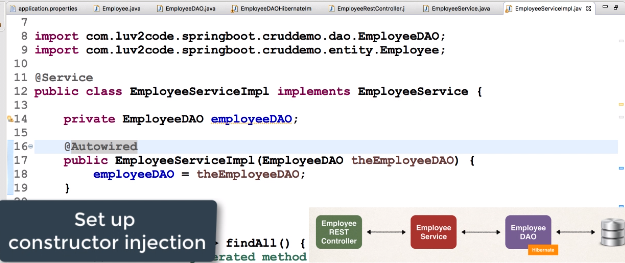 application.properties Employee.java EmployeeDAO.java EmployeeDAOHibernateIm EmployeeRestController.j EmployeeService.java EmployeeServiceImpl.jav
7
8 import com.luv2code.springboot.cruddemo.dao.EmployeeDAO;
9 import com.luv2code.springboot.cruddemo.entity.Employee;
10
11 @Service
12 public class EmployeeServiceImpl implements EmployeeService {
13
14 private EmployeeDAO employeeDAO;
15
16 @Autowired
17 public EmployeeServiceImpl(EmployeeDAO theEmployeeDAO) {
18 employeeDAO = theEmployeeDAO;
19 }
findAll() {
erated method
Set up
constructor injection
Employee
REST
Controller
Employee
Service
Employee
DAO
Hibernate